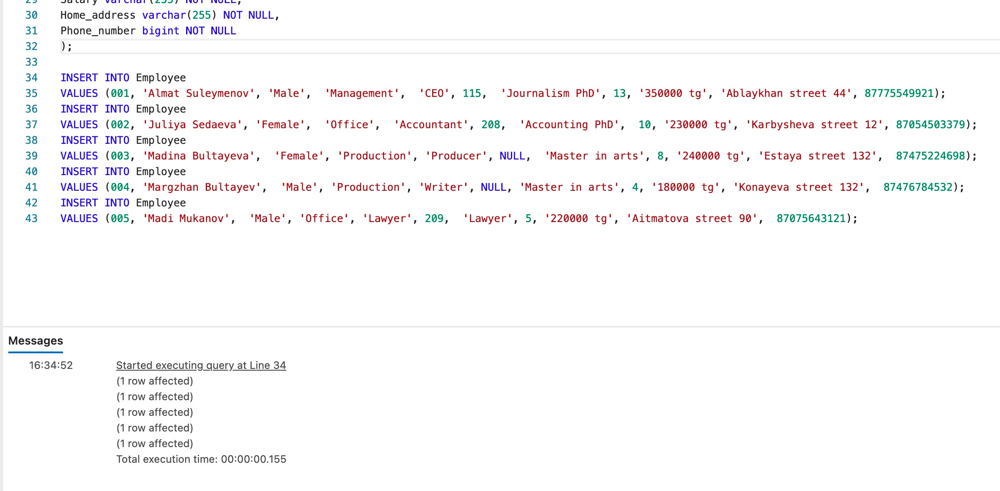 29 Salary varchar(255) NOT NULL,
30 Home_address varchar(255) NOT NULL,
31 Phone_number bigint NOT NULL
32 );
33
34 INSERT INTO Employee
35 VALUES (001, 'Almat Suleymenov', 'Male',  'Management',  'CEO', 115,  'Journalism PhD', 13, '350000 tg', 'Ablaykhan street 44', 87775549921);
36 INSERT INTO Employee
37 VALUES (002, 'Juliya Sedaeva', 'Female',  'Office',  'Accountant', 208,  'Accounting PhD',  10, '230000 tg', 'Karbysheva street 12', 87054503379);
38 INSERT INTO Employee
39 VALUES (003, 'Madina Bultayeva',  'Female', 'Production', 'Producer', NULL,  'Master in arts', 8, '240000 tg', 'Estaya street 132',  87475224698);
40 INSERT INTO Employee
41 VALUES (004, 'Margzhan Bultayev',  'Male', 'Production', 'Writer', NULL, 'Master in arts', 4, '180000 tg', 'Konayeva street 132',  87476784532);
42 INSERT INTO Employee
43 VALUES (005, 'Madi Mukanov',  'Male', 'Office', 'Lawyer', 209,  'Lawyer', 5, '220000 tg', 'Aitmatova street 90',  87075643121);
Messages
16:34:52 Started executing query at Line 34
(1 row affected)
(1 row affected)
(1 row affected)
(1 row affected)
(1 row affected)
Total execution time: 00:00:00.155